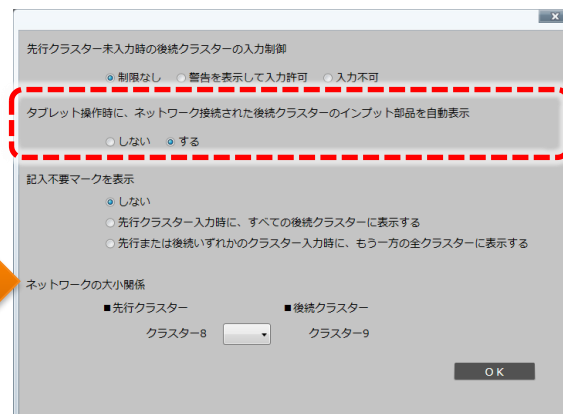 先行クラスター未入力時の後続クラスターの入力制御
制限なし 警告を表示して入力許可 入力不可
タブレット操作時に、ネットワーク接続された後続クラスターのインプット部品を自動表示
しない する
記入不要マークを表示
しない
先行クラスター入力時に、すべての後続クラスターに表示する
先行または後続いずれかのクラスター入力時に、もう一方の全クラスターに表示する
ネットワークの大小関係
■先行クラスター ■後続クラスター
クラスター8 クラスター9
OK